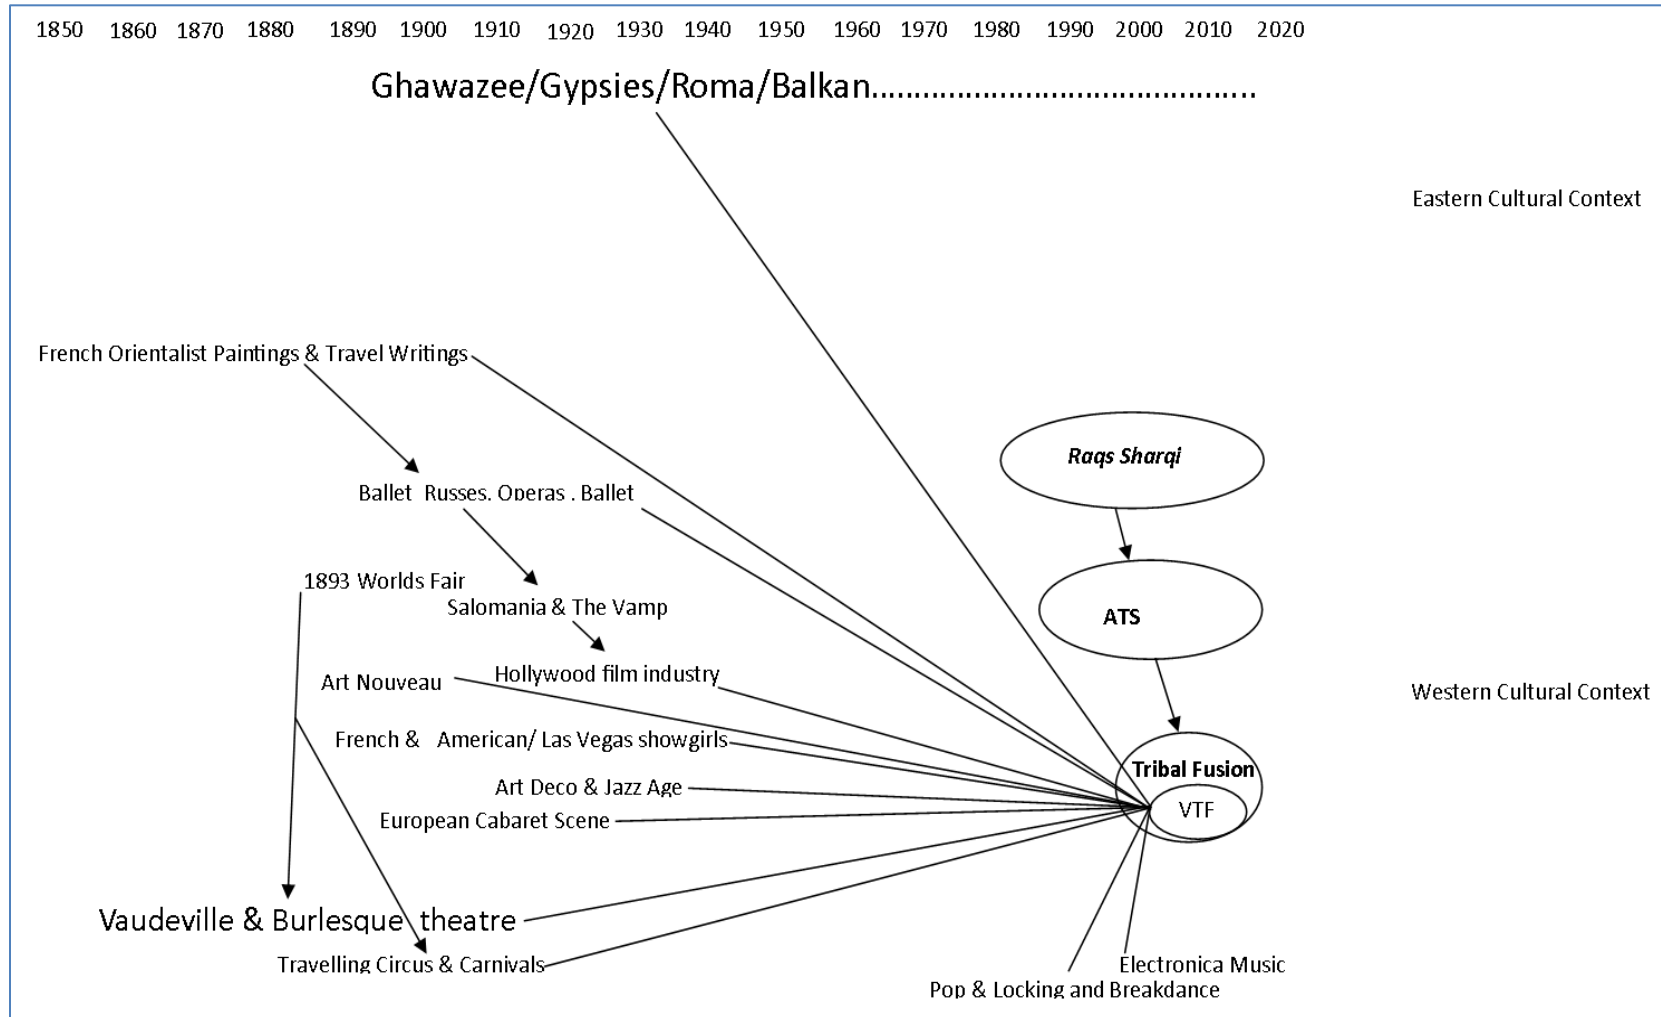 1850 1860 1870 1880 1890 1900 1910 1920 1930 1940 1950 1960 1970 1980 1990 2000 2010 2020
Ghawazee/Gypsies/Roma/Balkan............................................
Eastern Cultural Context
French Orientalist Paintings & Travel Writings
Raqs Sharqi
Ballet Russes. Operas . Ballet
1893 Worlds Fair
Salomania & The Vamp
ATS
Hollywood film industry
Art Nouveau
Western Cultural Context
French & American/ Las Vegas showgirls
Tribal Fusion
Art Deco & Jazz Age
VTF
European Cabaret Scene
Vaudeville & Burlesque theatre
Travelling Circus & Carnivals
Electronica Music
Pop & Locking and Breakdance